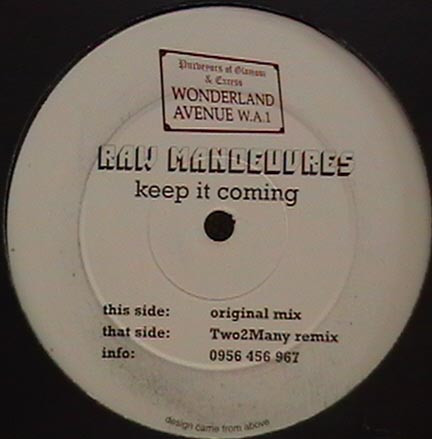 Purveyors of Glamour
& Excess
WONDERLAND
AVENUE W.A.1
RAW MANOEUVRES
keep it coming
this side: original mix
that side: Two2Many remix
info: 0956 456 967
design came from above